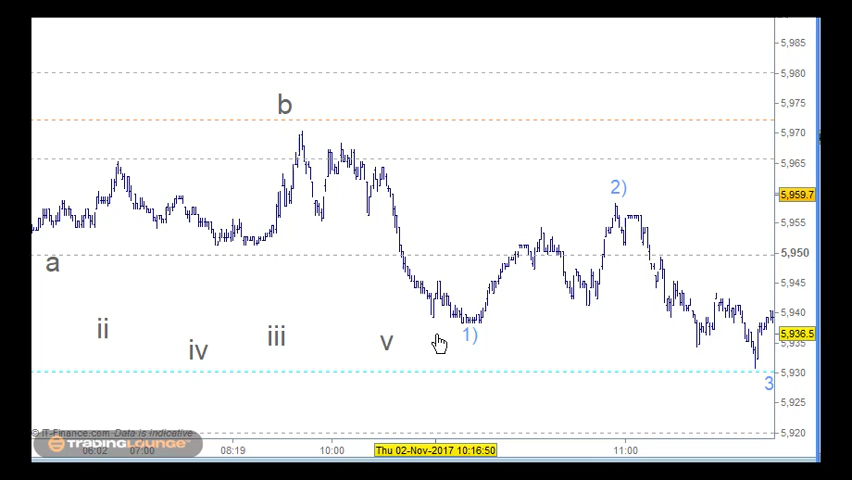 5,985
5,980
5,975
5,970
5,965
5,959.7
5,955
5,950
5,945
5,940
5,936.5
5,935
5,930
5,925
5,920
b
2)
a
ii
iv
iii
v
1)
3
© IT-Finance.com Data is indicative
TRADINGLOUNGE
06:02 07:00 08:19 10:00 Thu 02-Nov-2017 10:16:50 11:00